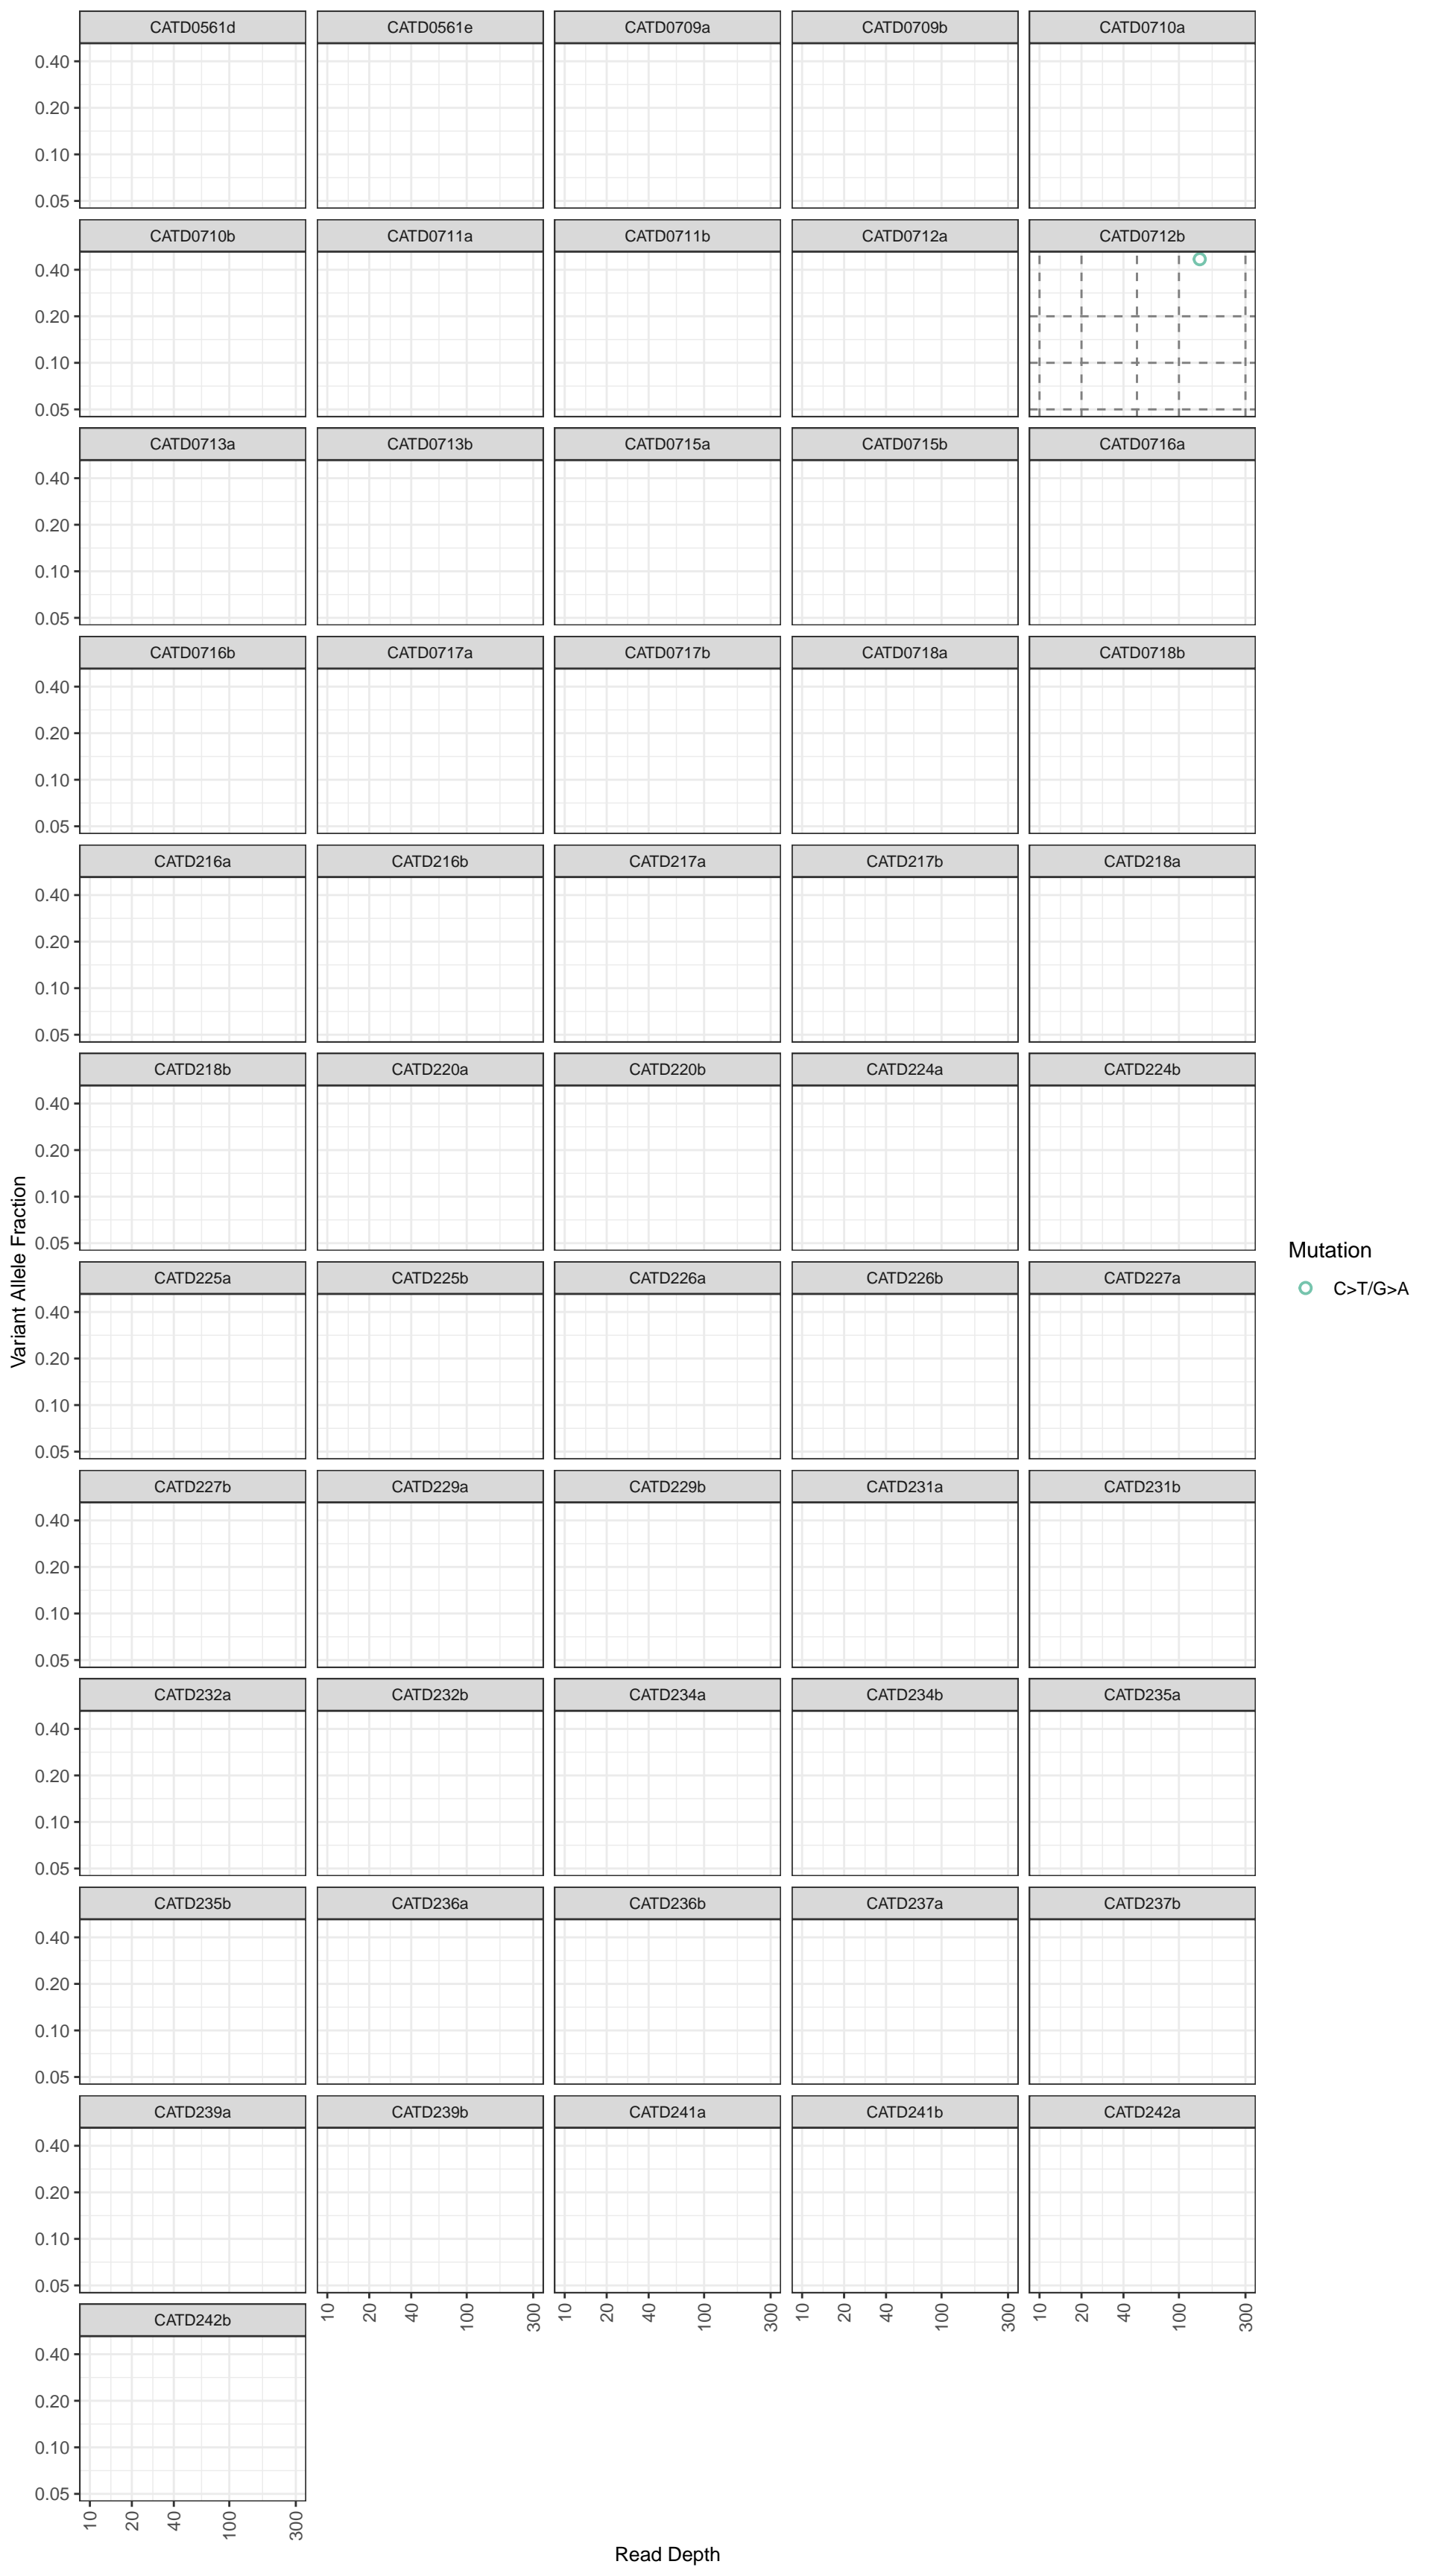 CATD0561d CATD0561e CATD0709a CATD0709b CATD0710a
0.40
0.20
0.10
0.05
CATD0710b CATD0711a CATD0711b CATD0712a CATD0712b
0.40
0.20
0.10
0.05
CATD0713a CATD0713b CATD0715a CATD0715b CATD0716a
0.40
0.20
0.10
0.05
CATD0716b CATD0717a CATD0717b CATD0718a CATD0718b
0.40
0.20
0.10
0.05
CATD216a CATD216b CATD217a CATD217b CATD218a
0.40
0.20
0.10
0.05
CATD218b CATD220a CATD220b CATD224a CATD224b
0.40
0.20
0.10
0.05
Variant Allele Fraction
CATD225a CATD225b CATD226a CATD226b CATD227a
0.40
0.20
0.10
0.05
Mutation
C>T/G>A
CATD227b CATD229a CATD229b CATD231a CATD231b
0.40
0.20
0.10
0.05
CATD232a CATD232b CATD234a CATD234b CATD235a
0.40
0.20
0.10
0.05
CATD235b CATD236a CATD236b CATD237a CATD237b
0.40
0.20
0.10
0.05
CATD239a CATD239b CATD241a CATD241b CATD242a
0.40
0.20
0.10
0.05
10 20 40 100 300 10 20 40 100 300 10 20 40 100 300 10 20 40 100 300
CATD242b
0.40
0.20
0.10
0.05
10 20 40 100 300
Read Depth